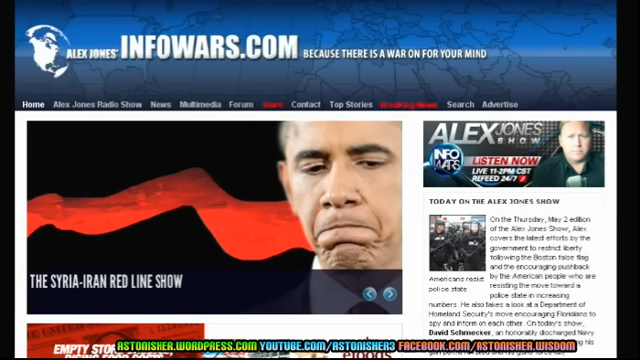 ALEX JONES' INFOWARS.COM BECAUSE THERE IS A WAR ON FOR YOUR MIND
Home Alex Jones Radio Show News Multimedia Forum Store Contact Top Stories Breaking News Search Advertise
ALEX JONES SHOW
INFO WARS
LISTEN NOW
LIVE 11-2PM CST
REFEED 24/7
TODAY ON THE ALEX JONES SHOW
On the Thursday, May 2 edition
of the Alex Jones Show, Alex
covers the latest efforts by the
government to restrict liberty
following the Boston false flag
and the encouraging pushback
by the American people who are
resisting the move toward a
police state in increasing
Americans resist
police state
numbers. He also takes a look at a Department of
Homeland Security's move encouraging Floridians to
spy and inform on each other. On today's show,
David Schmecker, an honorably discharged Navy
THE SYRIA-IRAN RED LINE SHOW
EMPTY STO
foods
ASTONISHER.WORDPRESS.COM YOUTUBE.COM/ASTONISHER3 FACEBOOK.COM/ASTONISHER.WISDOM